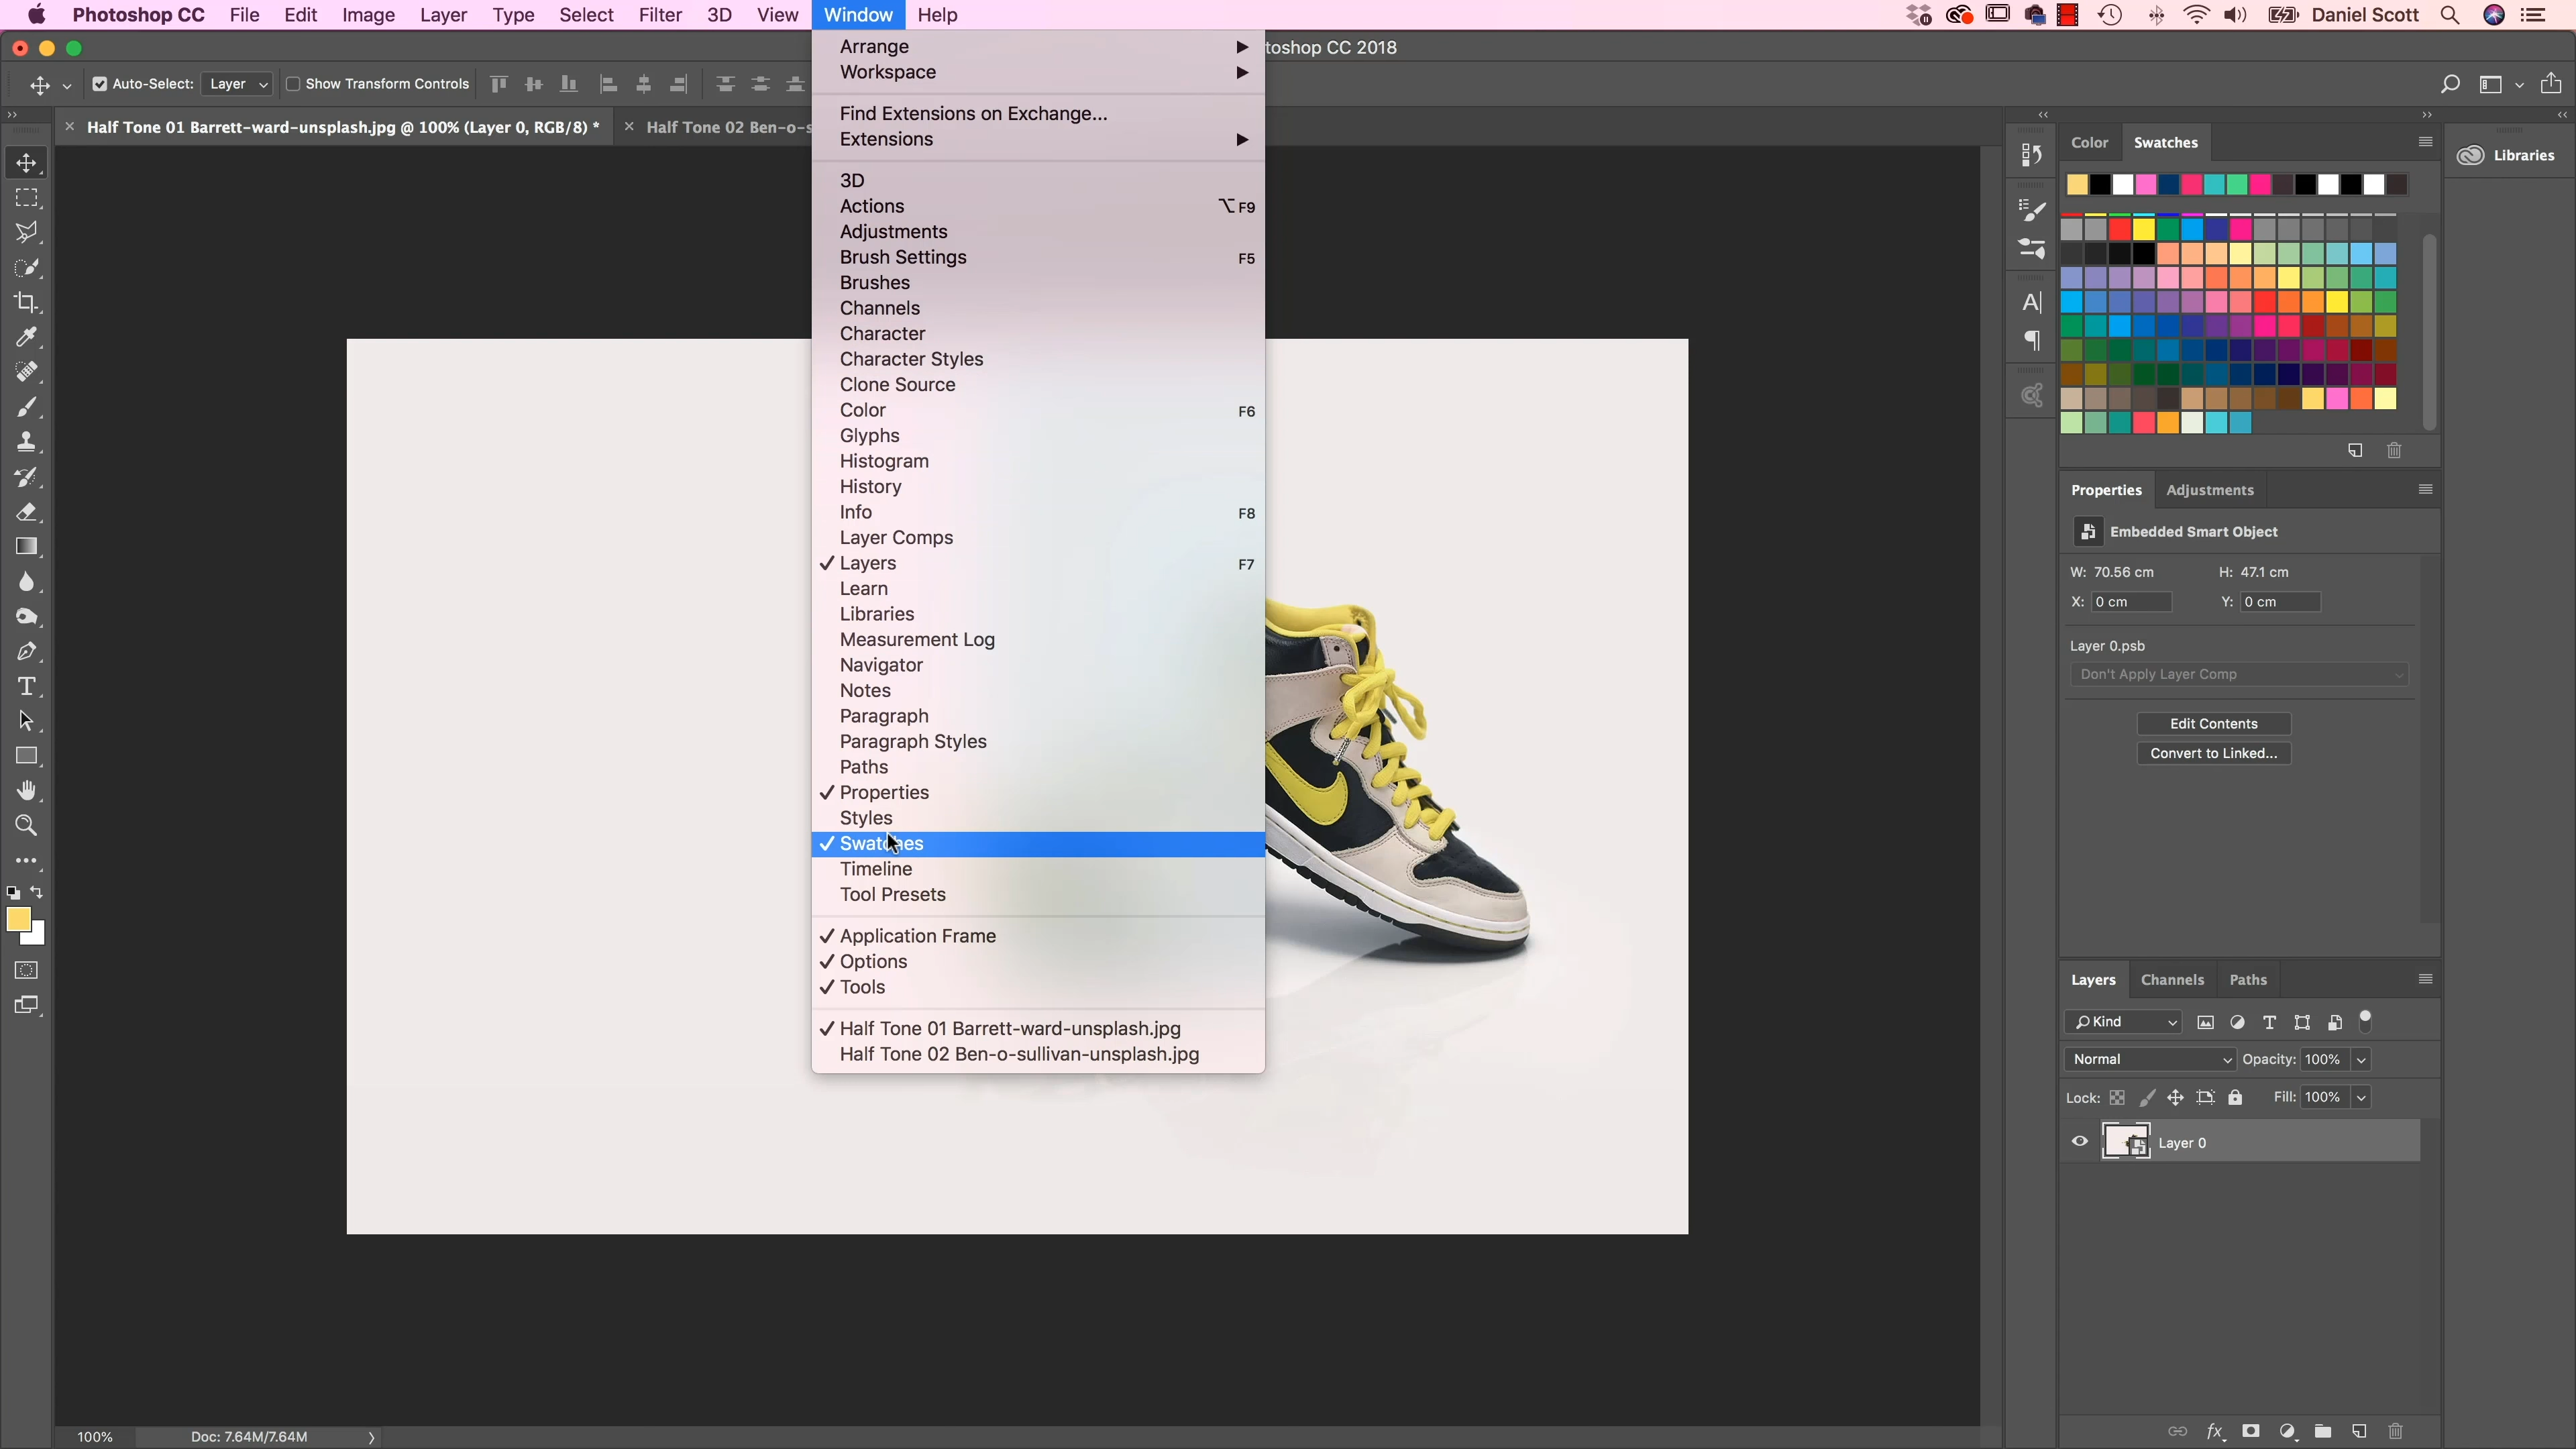 Photoshop CC File Edit Image Layer Type Select Filter 3D View Window Help Daniel Scott
toshop CC 2018
Auto-Select: Layer Show Transform Controls
Half Tone 01 Barrett-ward-unsplash.jpg @ 100% (Layer 0, RGB/8) *
Half Tone 02 Ben-o-s
Arrange
Workspace
Find Extensions on Exchange...
Extensions
3D
Actions ⌥F9
Adjustments
Brush Settings F5
Brushes
Channels
Character
Character Styles
Clone Source
Color F6
Glyphs
Histogram
History
Info F8
Layer Comps
✓ Layers F7
Learn
Libraries
Measurement Log
Navigator
Notes
Paragraph
Paragraph Styles
Paths
✓ Properties
Styles
✓ Swatches
Timeline
Tool Presets
✓ Application Frame
✓ Options
✓ Tools
✓ Half Tone 01 Barrett-ward-unsplash.jpg
Half Tone 02 Ben-o-sullivan-unsplash.jpg
Color Swatches
Libraries
Properties Adjustments
Embedded Smart Object
W: 70.56 cm H: 47.1 cm
X: 0 cm Y: 0 cm
Layer 0.psb
Don't Apply Layer Comp
Edit Contents
Convert to Linked...
Layers Channels Paths
Kind
Normal Opacity: 100%
Lock: Fill: 100%
Layer 0
fx
100% Doc: 7.64M/7.64M